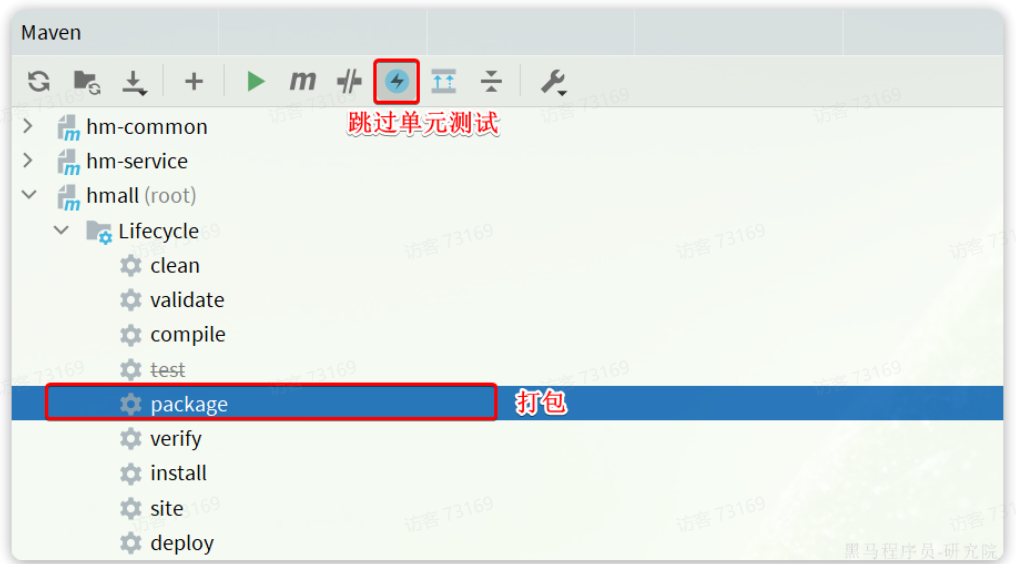 Maven
跳过单元测试
hm-common
hm-service
hmall (root)
Lifecycle
clean
validate
compile
test
package
打包
verify
install
site
deploy
访客 73169
黑马程序员-研究院